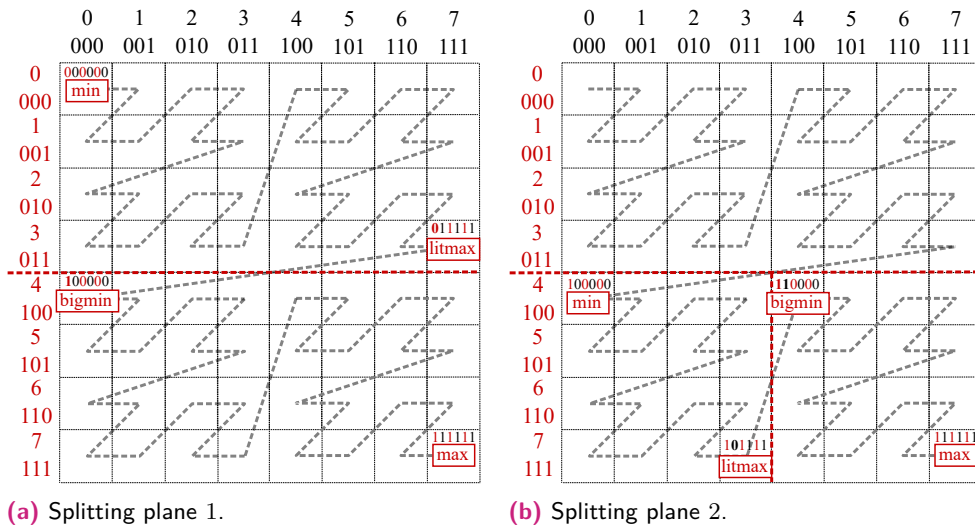 0 1 2 3 4 5 6 7
000 001 010 011 100 101 110 111
0
000
000000
min
1
001
2
010
3
011
011111
litmax
4
100
100000
bigmin
5
101
6
110
7
111
111111
max
(a) Splitting plane 1.
0 1 2 3 4 5 6 7
000 001 010 011 100 101 110 111
0
000
1
001
2
010
3
011
4
100
100000
min
110000
bigmin
5
101
6
110
7
111
101111
litmax
111111
max
(b) Splitting plane 2.